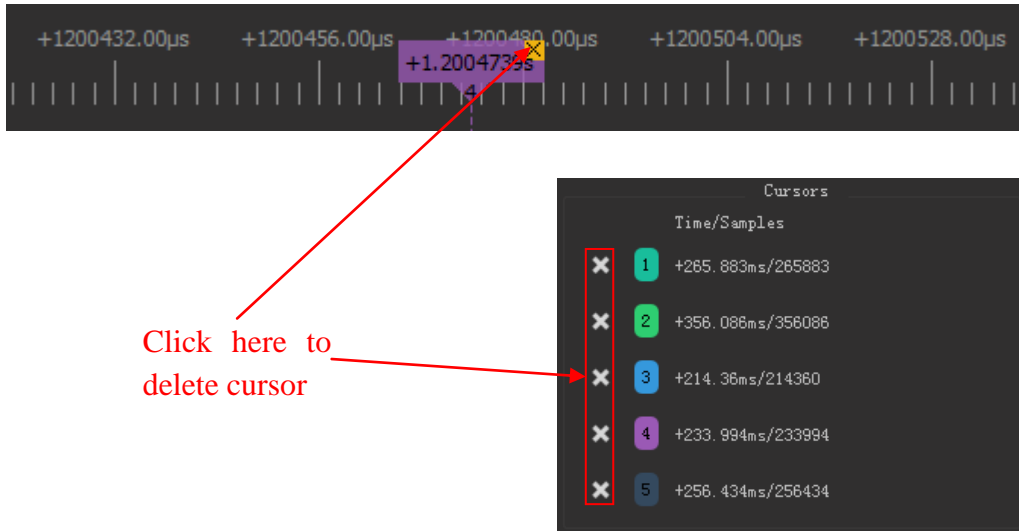 +1200432.00μs +1200456.00μs +1200480.00μs +1200504.00μs +1200528.00μs
+1.2004739s
4
Cursors
Time/Samples
1 +265.883ms/265883
2 +356.086ms/356086
3 +214.36ms/214360
4 +233.994ms/233994
5 +256.434ms/256434
Click here to
delete cursor